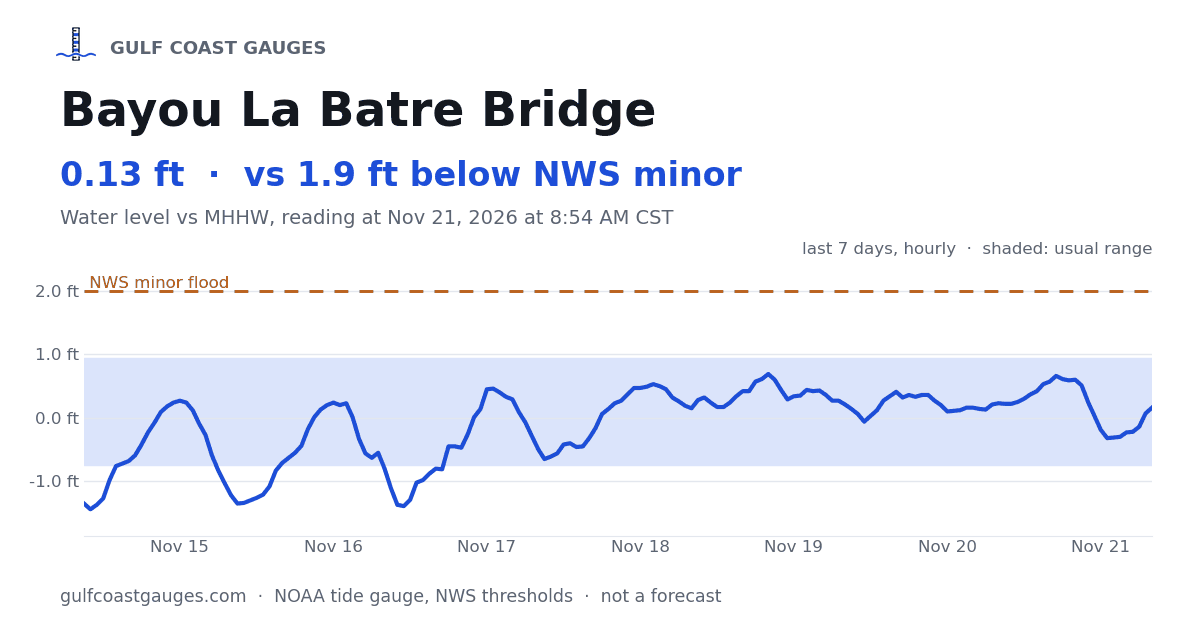 GULF COAST GAUGES
Bayou La Batre Bridge
0.13 ft · vs 1.9 ft below NWS minor
Water level vs MHHW, reading at Nov 21, 2026 at 8:54 AM CST
last 7 days, hourly · shaded: usual range
NWS minor flood
2.0 ft
1.0 ft
0.0 ft
-1.0 ft
Nov 15 Nov 16 Nov 17 Nov 18 Nov 19 Nov 20 Nov 21
gulfcoastgauges.com · NOAA tide gauge, NWS thresholds · not a forecast